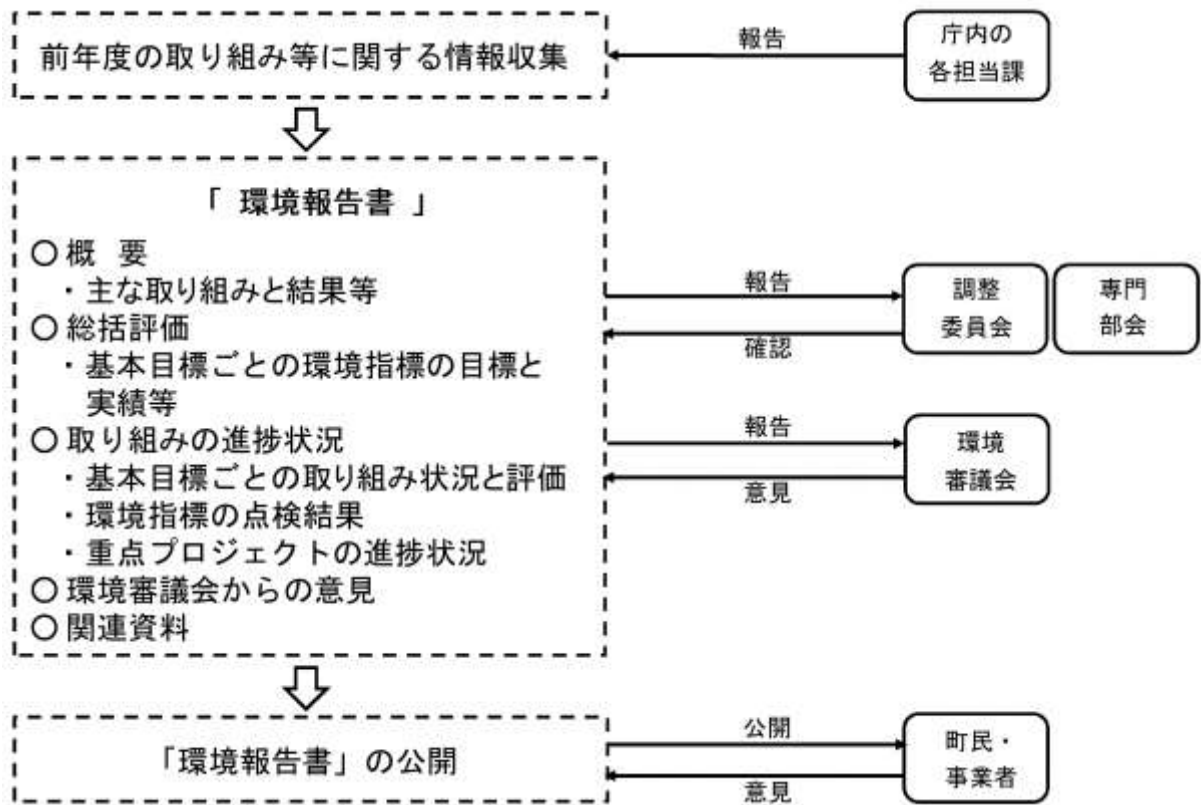 前年度の取り組み等に関する情報収集
報告
庁内の
各担当課
「 環境報告書 」
○概 要
・主な取り組みと結果等
○総括評価
・基本目標ごとの環境指標の目標と
実績等
○取り組みの進捗状況
・基本目標ごとの取り組み状況と評価
・環境指標の点検結果
・重点プロジェクトの進捗状況
○環境審議会からの意見
○関連資料
報告
確認
調整
委員会
専門
部会
報告
意見
環境
審議会
「環境報告書」の公開
公開
意見
町民・
事業者